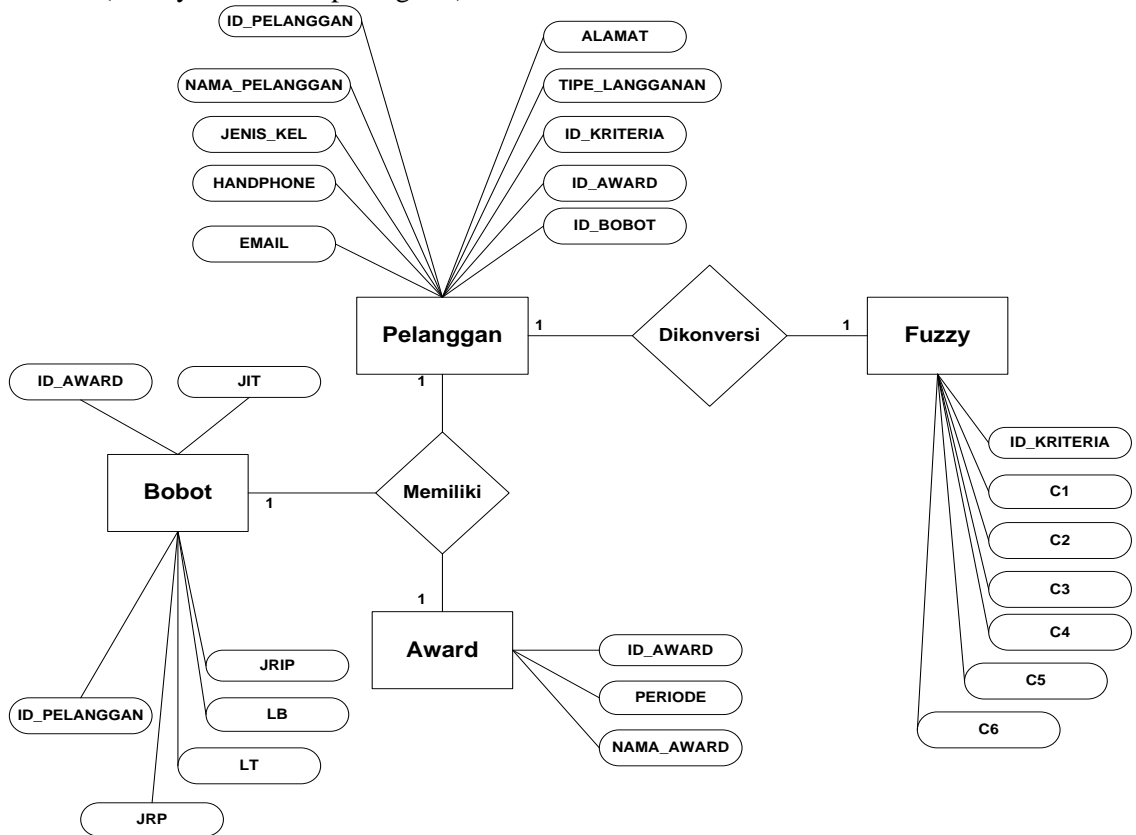 ID_PELANGGAN
ALAMAT
NAMA_PELANGGAN
TIPE_LANGGANAN
JENIS_KEL
ID_KRITERIA
HANDPHONE
ID_AWARD
ID_BOBOT
EMAIL
Pelanggan
1
Dikonversi
1
Fuzzy
1
ID_AWARD
JIT
Bobot
1
Memiliki
ID_KRITERIA
C1
C2
C3
C4
C5
C6
1
Award
ID_AWARD
PERIODE
NAMA_AWARD
JRIP
ID_PELANGGAN
LB
LT
JRP